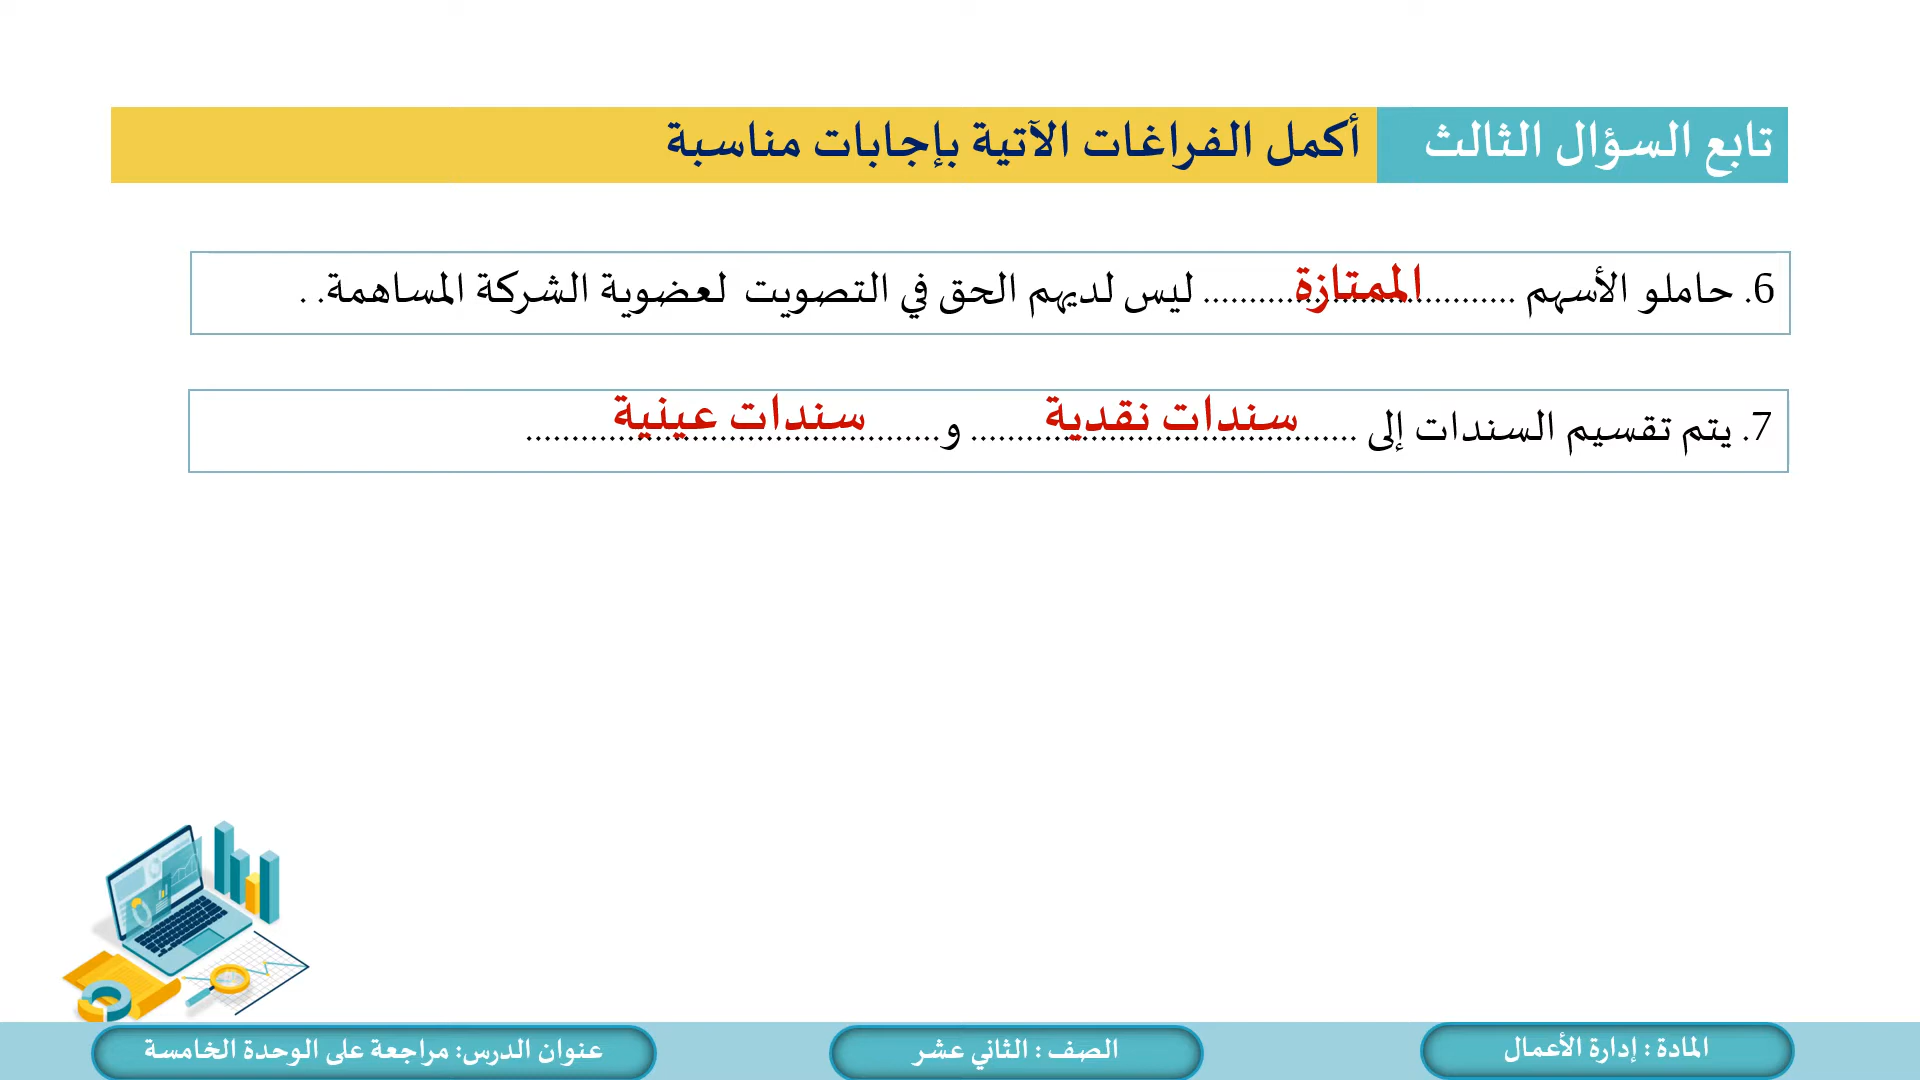 تابع السؤال الثالث
أكمل الفراغات الآتية بإجابات مناسبة
6. حاملو الأسهم ........الممتازة........ ليس لديهم الحق في التصويت لعضوية الشركة المساهمة. .
7. يتم تقسيم السندات إلى ........سندات نقدية........ و........سندات عينية........
المادة : إدارة الأعمال
الصف : الثاني عشر
عنوان الدرس: مراجعة على الوحدة الخامسة